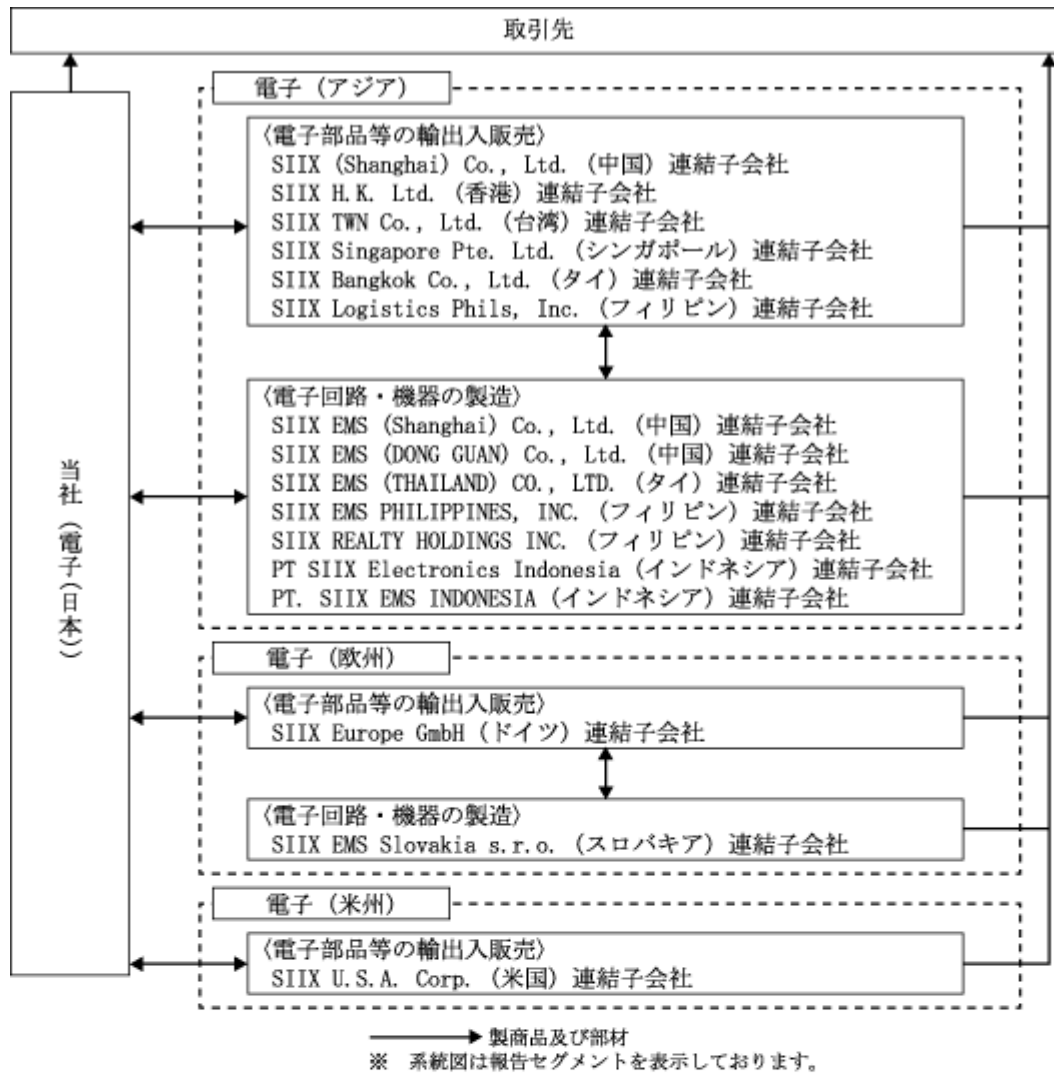 取引先
電子（アジア）
〈電子部品等の輸出入販売〉
SIIX (Shanghai) Co., Ltd.（中国）連結子会社
SIIX H.K. Ltd.（香港）連結子会社
SIIX TWN Co., Ltd.（台湾）連結子会社
SIIX Singapore Pte. Ltd.（シンガポール）連結子会社
SIIX Bangkok Co., Ltd.（タイ）連結子会社
SIIX Logistics Phils, Inc.（フィリピン）連結子会社
〈電子回路・機器の製造〉
SIIX EMS (Shanghai) Co., Ltd.（中国）連結子会社
SIIX EMS (DONG GUAN) Co., Ltd.（中国）連結子会社
SIIX EMS (THAILAND) CO., LTD.（タイ）連結子会社
SIIX EMS PHILIPPINES, INC.（フィリピン）連結子会社
SIIX REALTY HOLDINGS INC.（フィリピン）連結子会社
PT SIIX Electronics Indonesia（インドネシア）連結子会社
PT. SIIX EMS INDONESIA（インドネシア）連結子会社
当社（電子（日本））
電子（欧州）
〈電子部品等の輸出入販売〉
SIIX Europe GmbH（ドイツ）連結子会社
〈電子回路・機器の製造〉
SIIX EMS Slovakia s.r.o.（スロバキア）連結子会社
電子（米州）
〈電子部品等の輸出入販売〉
SIIX U.S.A. Corp.（米国）連結子会社
製商品及び部材
※ 系統図は報告セグメントを表示しております。